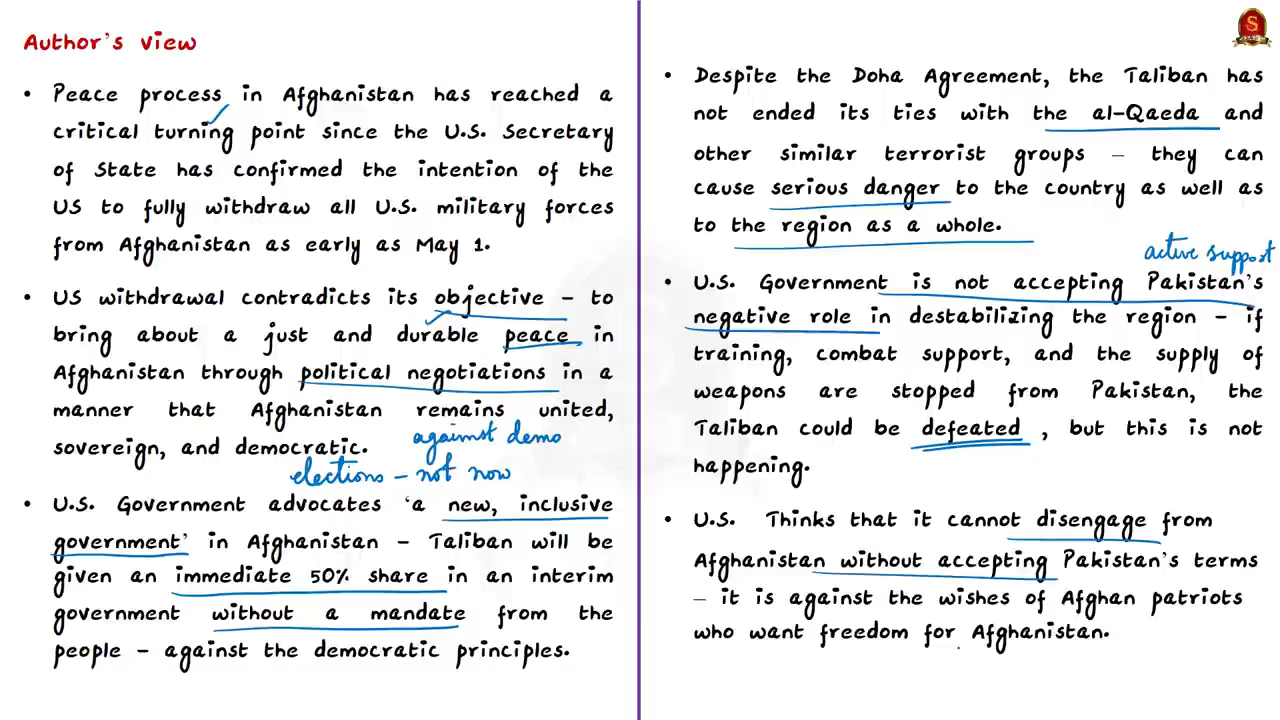 Author's view
• Peace process in Afghanistan has reached a
critical turning point since the U.S. Secretary
of State has confirmed the intention of the
US to fully withdraw all U.S. military forces
from Afghanistan as early as May 1.
• US withdrawal contradicts its objective – to
bring about a just and durable peace in
Afghanistan through political negotiations in a
manner that Afghanistan remains united,
sovereign, and democratic.
against demo
elections – not now
• U.S. Government advocates 'a new, inclusive
government' in Afghanistan – Taliban will be
given an immediate 50% share in an interim
government without a mandate from the
people – against the democratic principles.
• Despite the Doha Agreement, the Taliban has
not ended its ties with the al-Qaeda and
other similar terrorist groups – they can
cause serious danger to the country as well as
to the region as a whole.
active support
• U.S. Government is not accepting Pakistan's
negative role in destabilizing the region – if
training, combat support, and the supply of
weapons are stopped from Pakistan, the
Taliban could be defeated , but this is not
happening.
• U.S. Thinks that it cannot disengage from
Afghanistan without accepting Pakistan's terms
– it is against the wishes of Afghan patriots
who want freedom for Afghanistan.
S